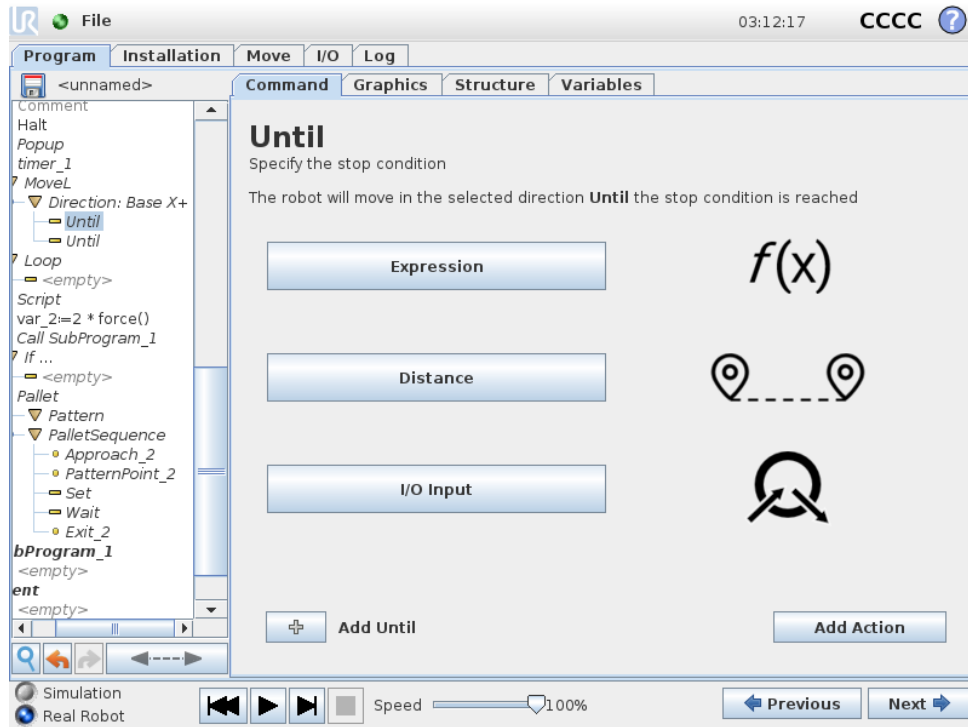 UR File 03:12:17 CCCC ?
Program Installation Move I/O Log
<unnamed>
Command Graphics Structure Variables
Comment
Halt
Popup
timer_1
MoveL
Direction: Base X+
Until
Until
Loop
<empty>
Script
var_2:=2 * force()
Call SubProgram_1
If ...
<empty>
Pallet
Pattern
PalletSequence
Approach_2
PatternPoint_2
Set
Wait
Exit_2
bProgram_1
<empty>
ent
<empty>
Until
Specify the stop condition
The robot will move in the selected direction Until the stop condition is reached
Expression f(x)
Distance
I/O Input
Add Until Add Action
Simulation
Real Robot
Speed 100%
Previous Next